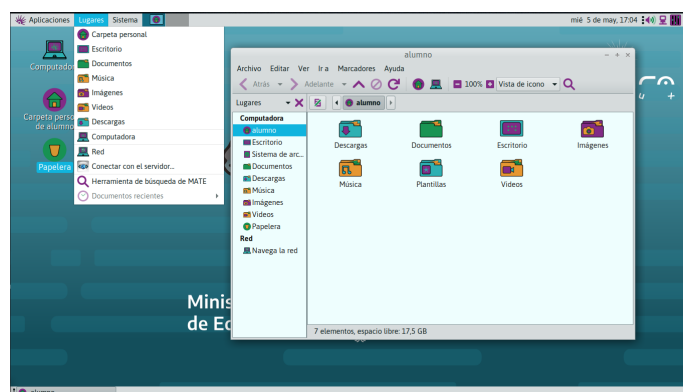 Aplicaciones Lugares Sistema
mié 5 de may, 17:04
Carpeta personal
Escritorio
Documentos
Música
Imágenes
Videos
Descargas
Computadora
Red
Conectar con el servidor...
Herramienta de búsqueda de MATE
Documentos recientes
Computador
Carpeta perso
de alumno
Papelera
alumno
Archivo Editar Ver Ir a Marcadores Ayuda
Atrás Adelante 100% Vista de icono
Lugares alumno
Computadora
alumno
Escritorio
Sistema de arc...
Documentos
Descargas
Música
Imágenes
Videos
Papelera
Red
Navega la red
Descargas Documentos Escritorio Imágenes
Música Plantillas Videos
7 elementos, espacio libre: 17,5 GB
Minis
de Ed
u +
alumno